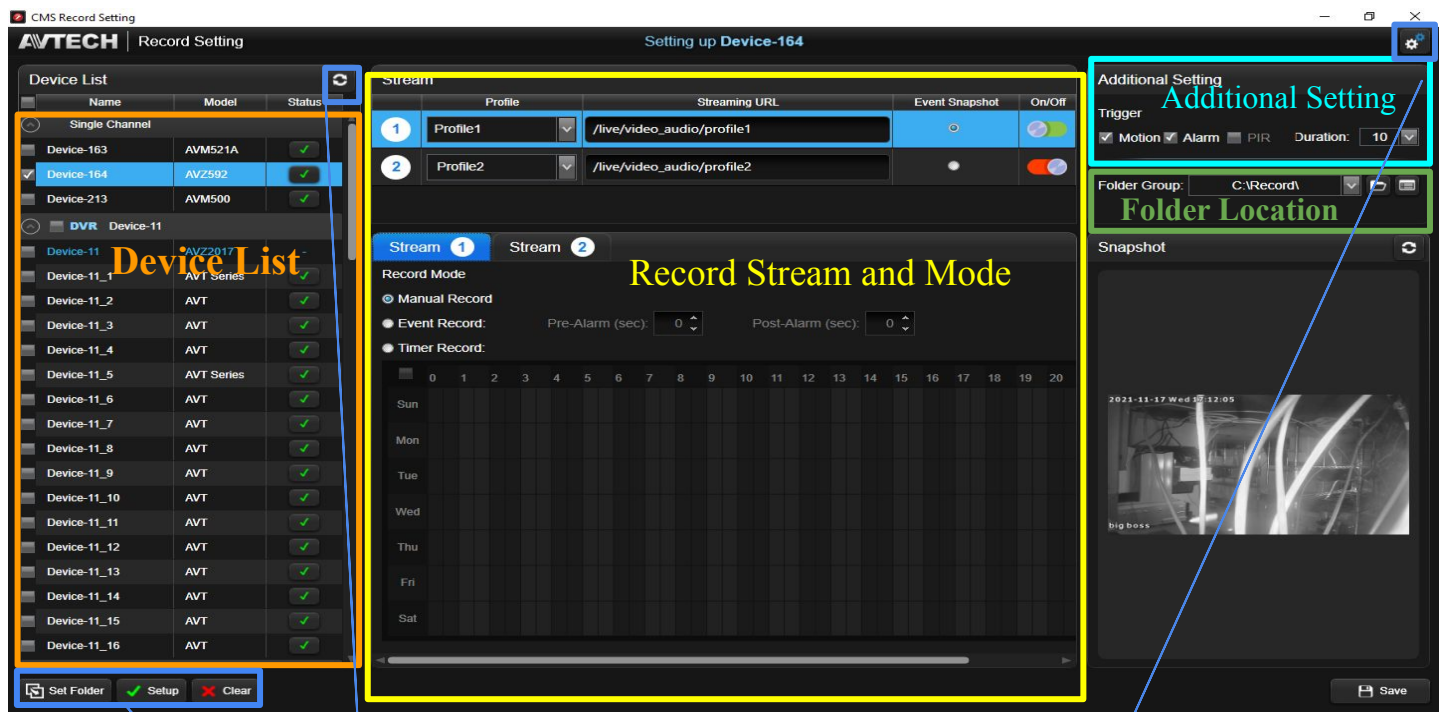 CMS Record Setting
AVTECH Record Setting
Setting up Device-164
Device List
Name Model Status
Single Channel
Device-163 AVM521A
Device-164 AVZ592
Device-213 AVM500
DVR Device-11
Device-11 AVZ2017 -
Device List
Device-11_1 AVT Series
Device-11_2 AVT
Device-11_3 AVT
Device-11_4 AVT
Device-11_5 AVT Series
Device-11_6 AVT
Device-11_7 AVT
Device-11_8 AVT
Device-11_9 AVT
Device-11_10 AVT
Device-11_11 AVT
Device-11_12 AVT
Device-11_13 AVT
Device-11_14 AVT
Device-11_15 AVT
Device-11_16 AVT
Set Folder Setup Clear
Stream
Profile Streaming URL Event Snapshot On/Off
1 Profile1 /live/video_audio/profile1
2 Profile2 /live/video_audio/profile2
Stream 1 Stream 2
Record Stream and Mode
Record Mode
Manual Record
Event Record: Pre-Alarm (sec): 0 Post-Alarm (sec): 0
Timer Record:
0 1 2 3 4 5 6 7 8 9 10 11 12 13 14 15 16 17 18 19 20
Sun
Mon
Tue
Wed
Thu
Fri
Sat
Additional Setting
Additional Setting
Trigger
Motion Alarm PIR Duration: 10
Folder Group: C:\Record\
Folder Location
Snapshot
2021-11-17 Wed 17:12:05
big boss
Save